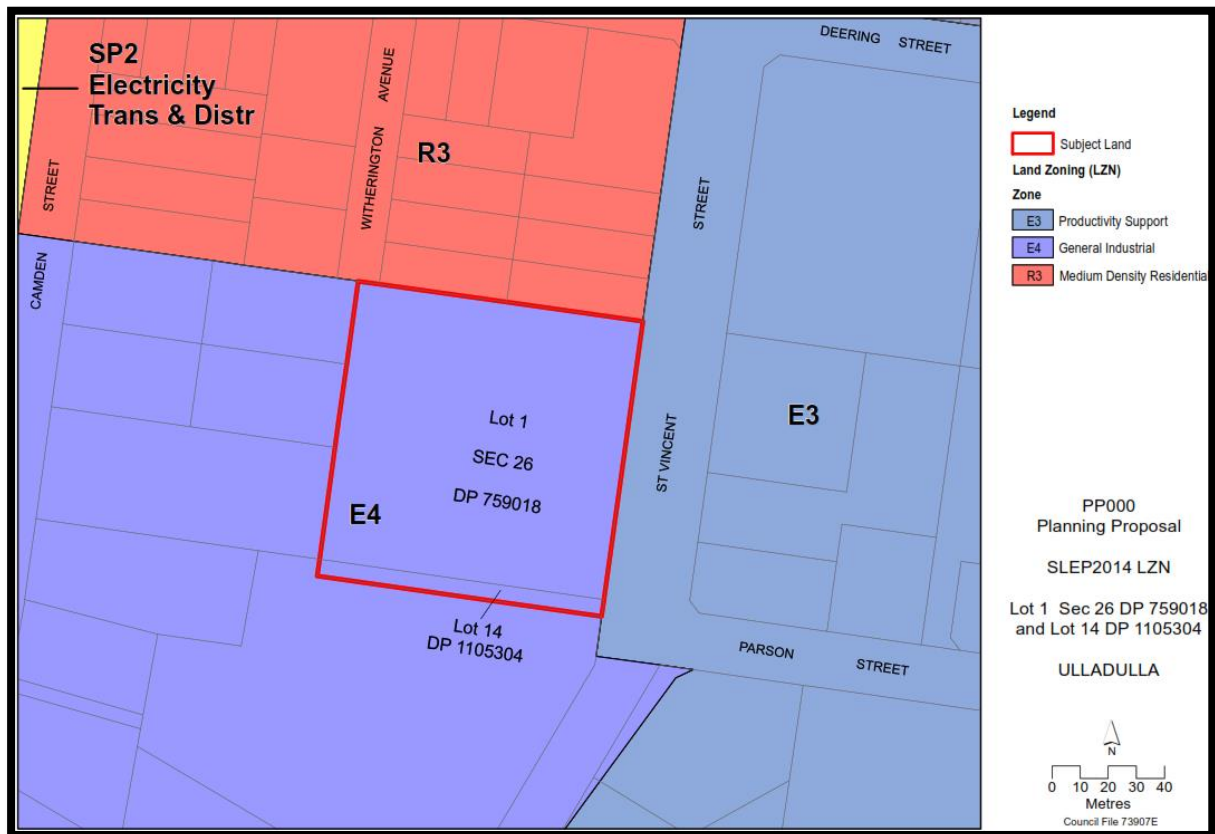 SP2
Electricity
Trans & Distr
STREET
CAMDEN
WITHERINGTON AVENUE
R3
DEERING STREET
STREET
ST VINCENT
E3
Lot 1
SEC 26
DP 759018
E4
Lot 14
DP 1105304
PARSON STREET
Legend
Subject Land
Land Zoning (LZN)
Zone
E3 Productivity Support
E4 General Industrial
R3 Medium Density Residential
PP000
Planning Proposal
SLEP2014 LZN
Lot 1 Sec 26 DP 759018
and Lot 14 DP 1105304
ULLADULLA
N
0 10 20 30 40
Metres
Council File 73907E